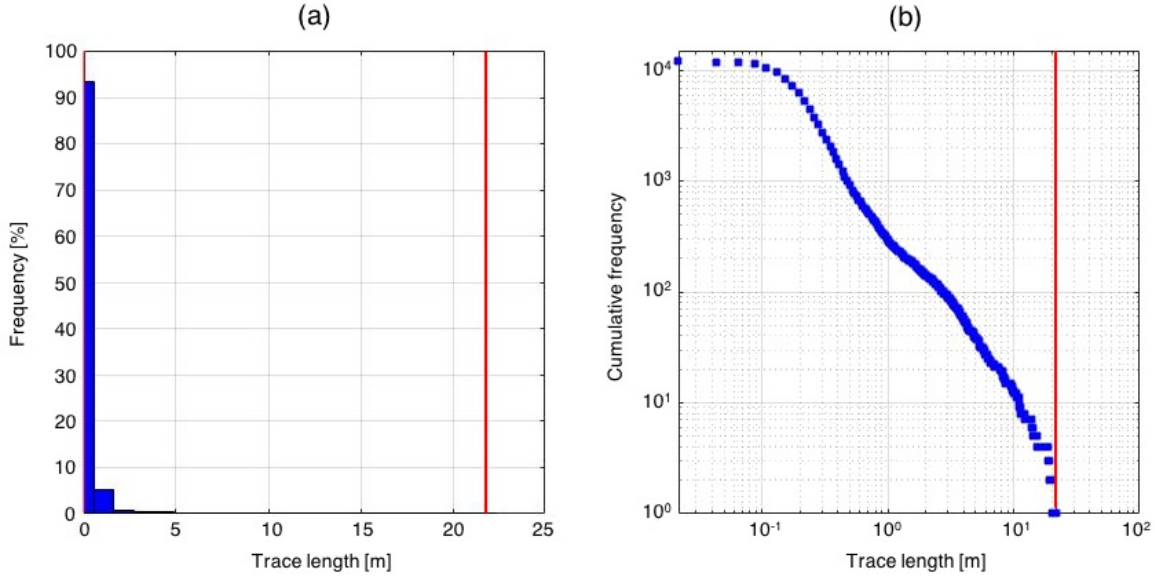 (a)
100
90
80
70
60
50
40
30
20
10
0
Frequency [%]
0 5 10 15 20 25
Trace length [m]
(b)
10⁴
10³
10²
10¹
10⁰
Cumulative frequency
10⁻¹ 10⁰ 10¹ 10²
Trace length [m]